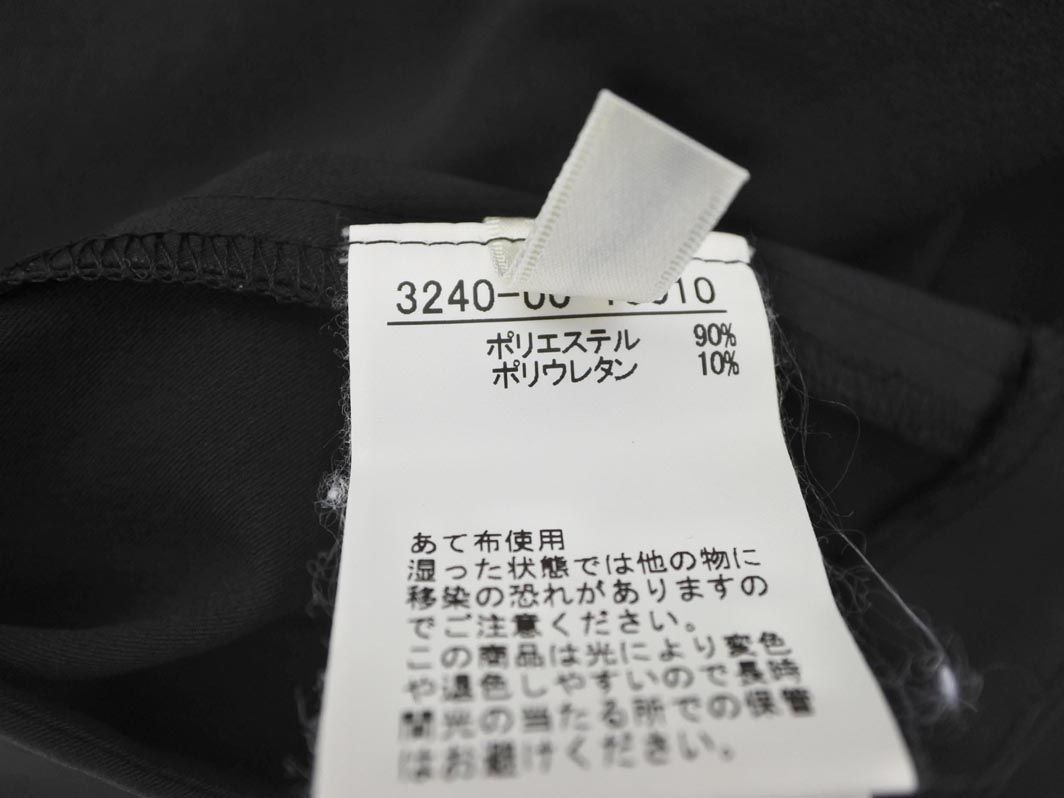 3240-
ポリエステル 90%
ポリウレタン 10%
あて布使用
湿った状態では他の物に
移染の恐れがありますの
でご注意ください。
この商品は光により変色
や退色しやすいので長時
間光の当たる所での保管
はお避けください。